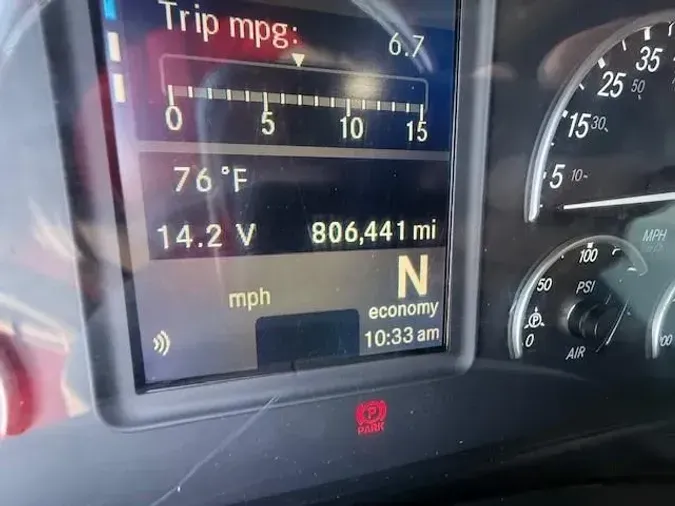 Trip mpg:
6.7
0 5 10 15
76 °F
14.2 V 806,441 mi
N
mph
economy
10:33 am
P
PARK
5 15 25 35
10 30 50
MPH
0 50 100
PSI
P
AIR